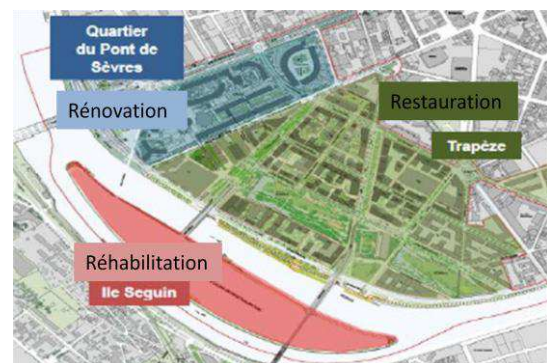 Quartier
du Pont de
Sèvres
Rénovation
Restauration
Trapèze
Réhabilitation
Ile Seguin